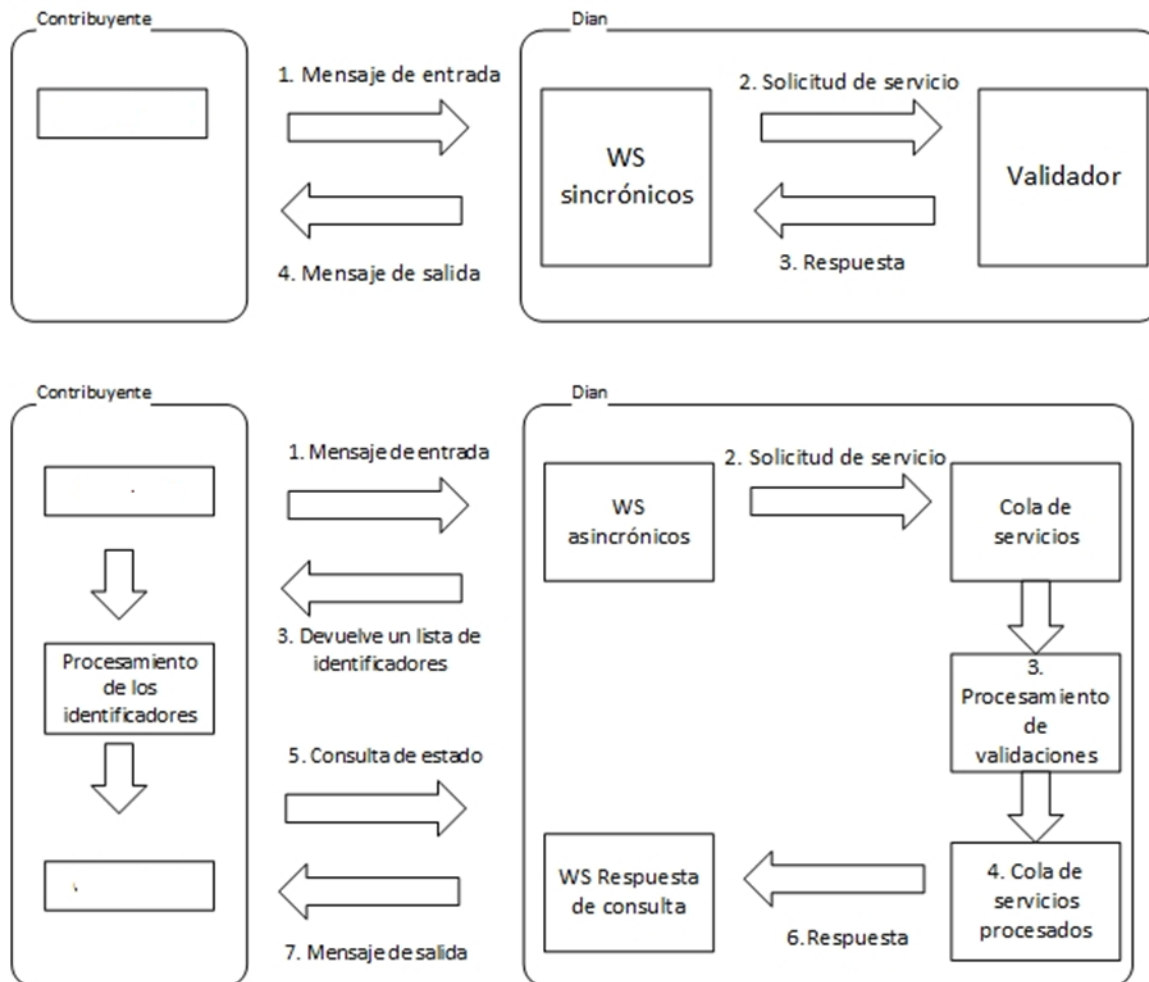 Contribuyente
Dian
1. Mensaje de entrada
2. Solicitud de servicio
WS
sincrónicos
Validador
4. Mensaje de salida
3. Respuesta
Contribuyente
Dian
1. Mensaje de entrada
2. Solicitud de servicio
WS
asincrónicos
Cola de
servicios
3. Devuelve un lista de
identificadores
Procesamiento
de los
identificadores
3.
Procesamiento
de
validaciones
5. Consulta de estado
WS Respuesta
de consulta
4. Cola de
servicios
procesados
6.Respuesta
7. Mensaje de salida